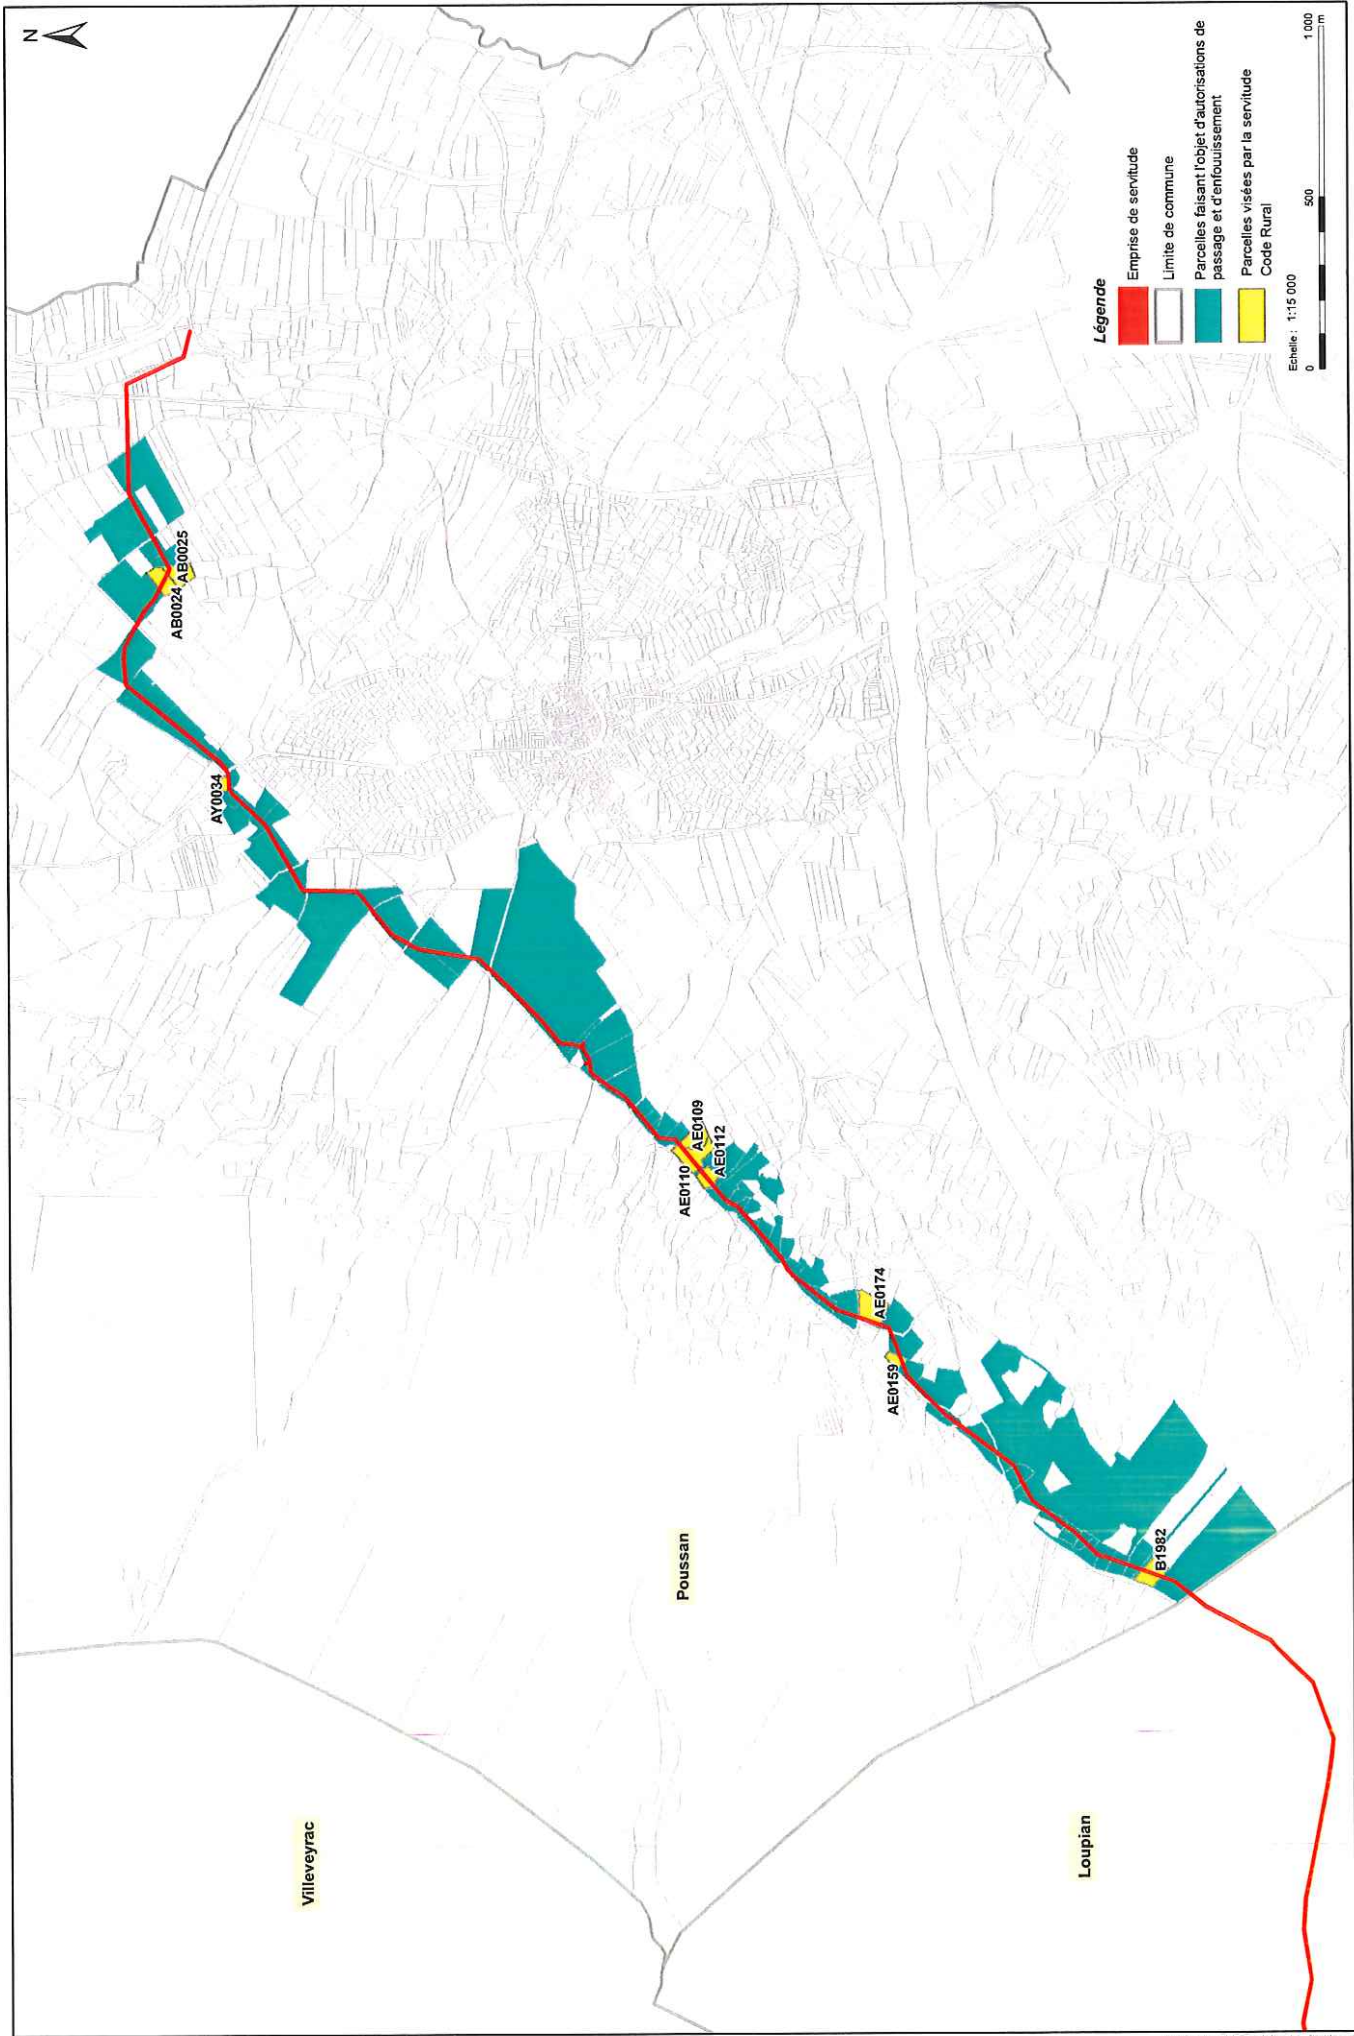 N
AB0025
AB0024
AY0034
AE0109
AE0112
AE0110
AE0174
AE0159
B1982
Poussan
Villeveyrac
Loupian
Légende
Emprise de servitude
Limite de commune
Parcelles faisant l'objet d'autorisations de
passage et d'enfouuissement
Parcelles visées par la servitude
Code Rural
Echelle : 1:15 000
0 500 1 000
m